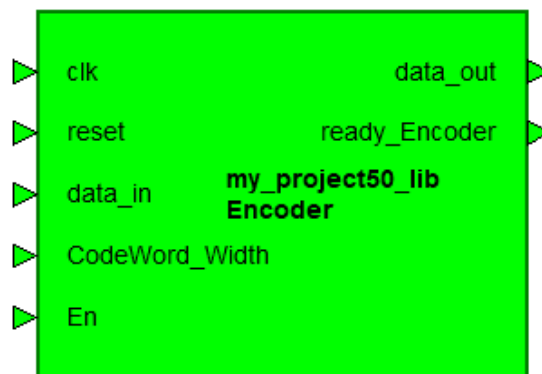 clk
data_out
reset
ready_Encoder
data_in
my_project50_lib
Encoder
CodeWord_Width
En